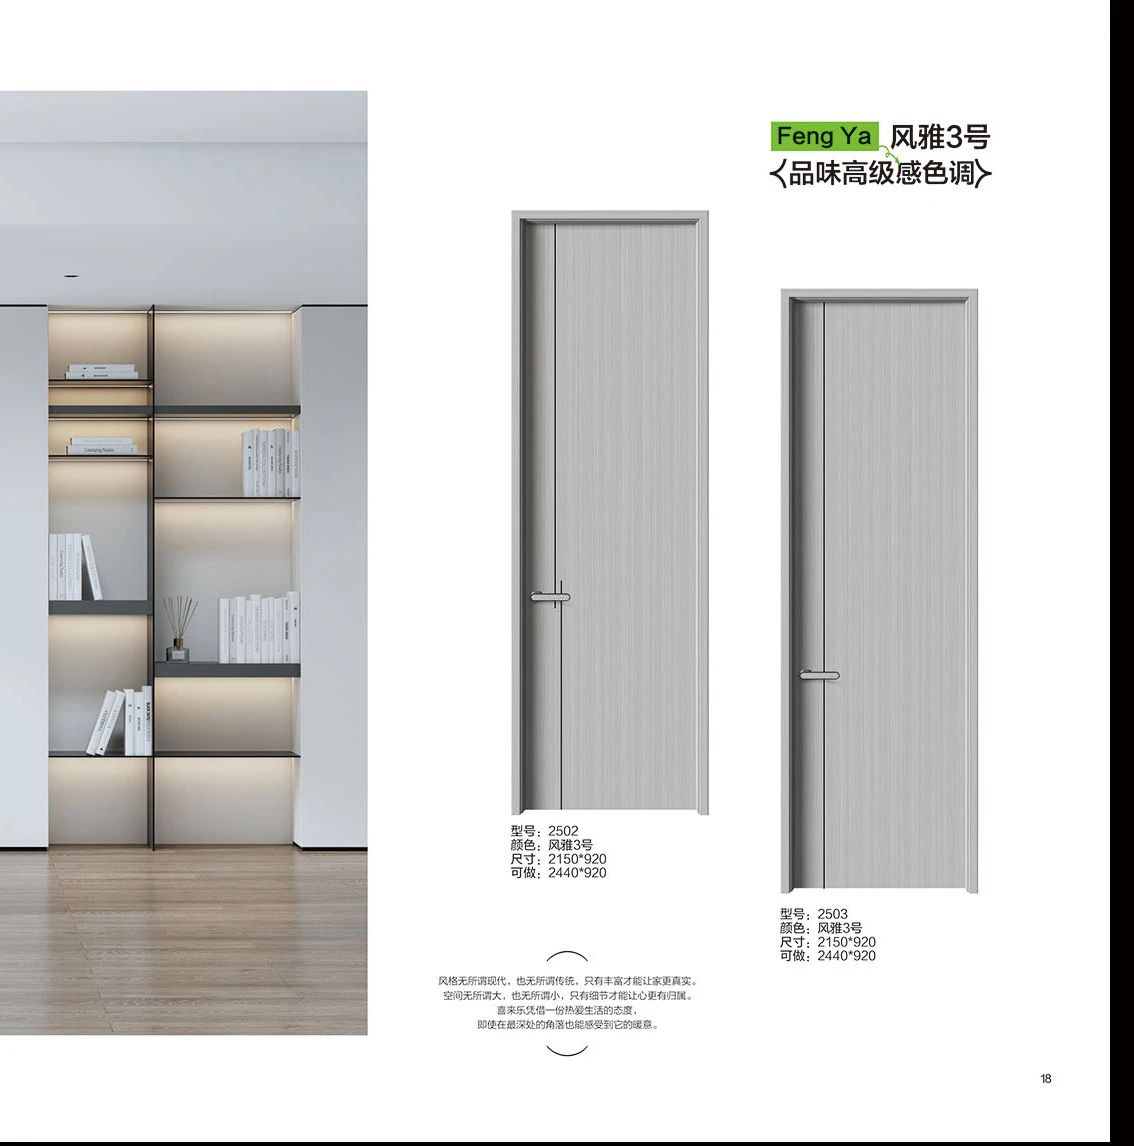 Feng Ya 风雅3号
品味高级感色调
型号：2502
颜色：风雅3号
尺寸：2150*920
可做：2440*920
型号：2503
颜色：风雅3号
尺寸：2150*920
可做：2440*920
风格无所谓现代，也无所谓传统，只有丰富才能让家更真实。
空间无所谓大，也无所谓小，只有细节才能让心更有归属。
喜来乐凭借一份热爱生活的态度，
即使在最深处的角落也能感受到它的暖意。
18